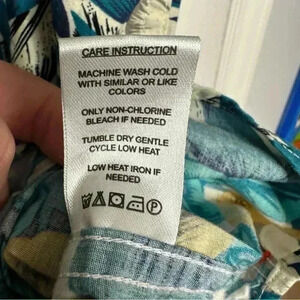 CARE INSTRUCTION
MACHINE WASH COLD
WITH SIMILAR OR LIKE
COLORS
ONLY NON-CHLORINE
BLEACH IF NEEDED
TUMBLE DRY GENTLE
CYCLE LOW HEAT
LOW HEAT IRON IF
NEEDED
P